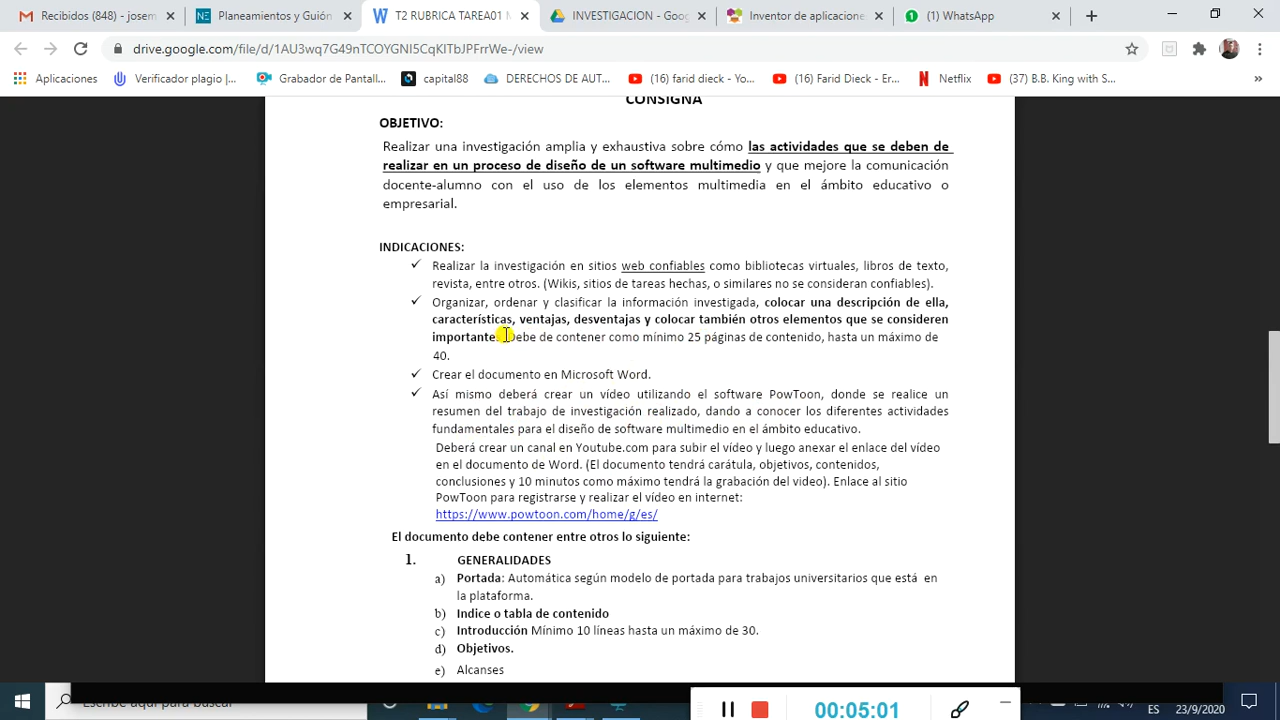 Recibidos (848) - josem
Planeamientos y Guión
T2 RUBRICA TAREA01 M
INVESTIGACION - Goog
Inventor de aplicacione
(1) WhatsApp
drive.google.com/file/d/1AU3wq7G49nTCOYGNI5CqKITbJPFrrWe-/view
Aplicaciones
Verificador plagio |...
Grabador de Pantall...
capital88
DERECHOS DE AUT...
(16) farid dieck - Yo...
(16) Farid Dieck - Er...
Netflix
(37) B.B. King with S...
CONSIGNA
OBJETIVO:
Realizar una investigación amplia y exhaustiva sobre cómo las actividades que se deben de
realizar en un proceso de diseño de un software multimedio y que mejore la comunicación
docente-alumno con el uso de los elementos multimedia en el ámbito educativo o
empresarial.
INDICACIONES:
✓ Realizar la investigación en sitios web confiables como bibliotecas virtuales, libros de texto,
revista, entre otros. (Wikis, sitios de tareas hechas, o similares no se consideran confiables).
✓ Organizar, ordenar y clasificar la información investigada, colocar una descripción de ella,
características, ventajas, desventajas y colocar también otros elementos que se consideren
importante. Debe de contener como mínimo 25 páginas de contenido, hasta un máximo de
40.
✓ Crear el documento en Microsoft Word.
✓ Así mismo deberá crear un vídeo utilizando el software PowToon, donde se realice un
resumen del trabajo de investigación realizado, dando a conocer los diferentes actividades
fundamentales para el diseño de software multimedio en el ámbito educativo.
Deberá crear un canal en Youtube.com para subir el vídeo y luego anexar el enlace del vídeo
en el documento de Word. (El documento tendrá carátula, objetivos, contenidos,
conclusiones y 10 minutos como máximo tendrá la grabación del video). Enlace al sitio
PowToon para registrarse y realizar el vídeo en internet:
https://www.powtoon.com/home/g/es/
El documento debe contener entre otros lo siguiente:
1. GENERALIDADES
a) Portada: Automática según modelo de portada para trabajos universitarios que está en
la plataforma.
b) Indice o tabla de contenido
c) Introducción Mínimo 10 líneas hasta un máximo de 30.
d) Objetivos.
e) Alcanses
Escribe aquí para buscar
00:05:01
ES
23/9/2020